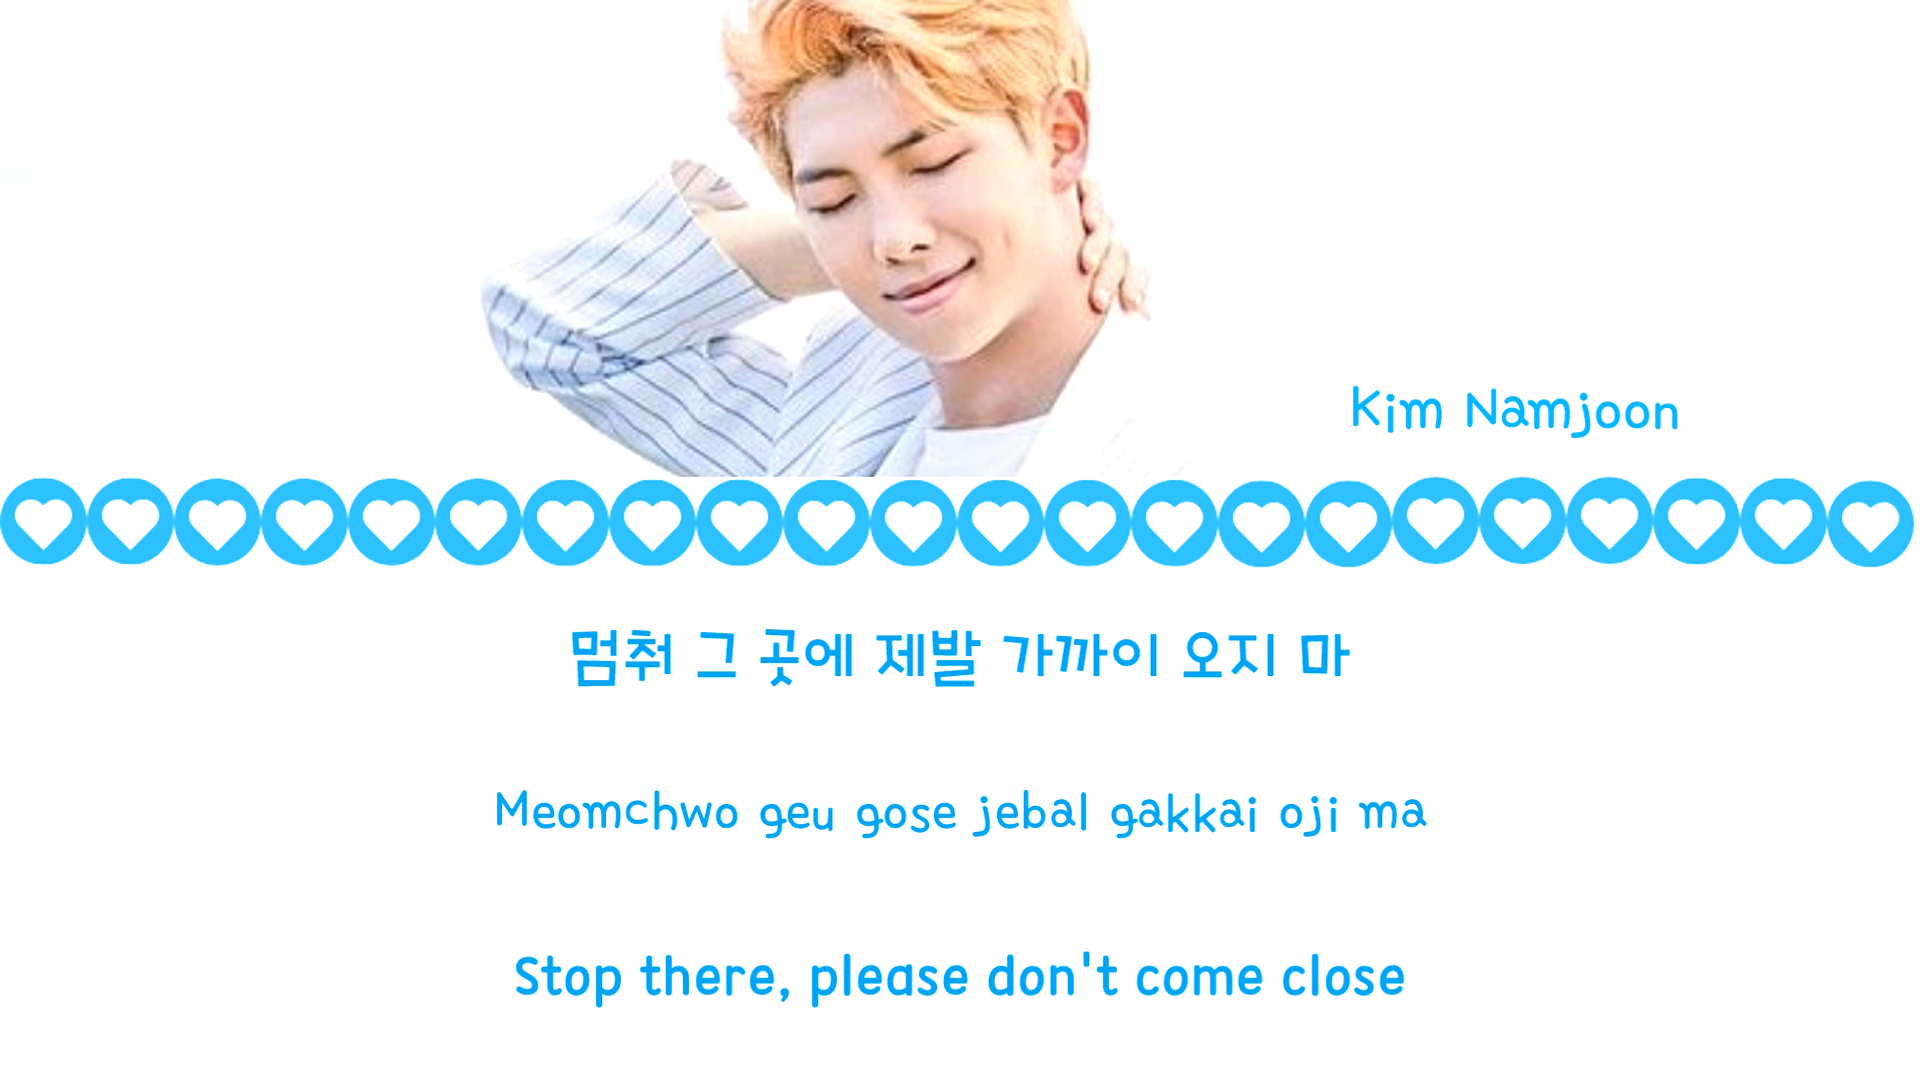 Kim Namjoon
멈춰 그 곳에 제발 가까이 오지 마
Meomchwo geu gose jebal gakkai oji ma
Stop there, please don't come close